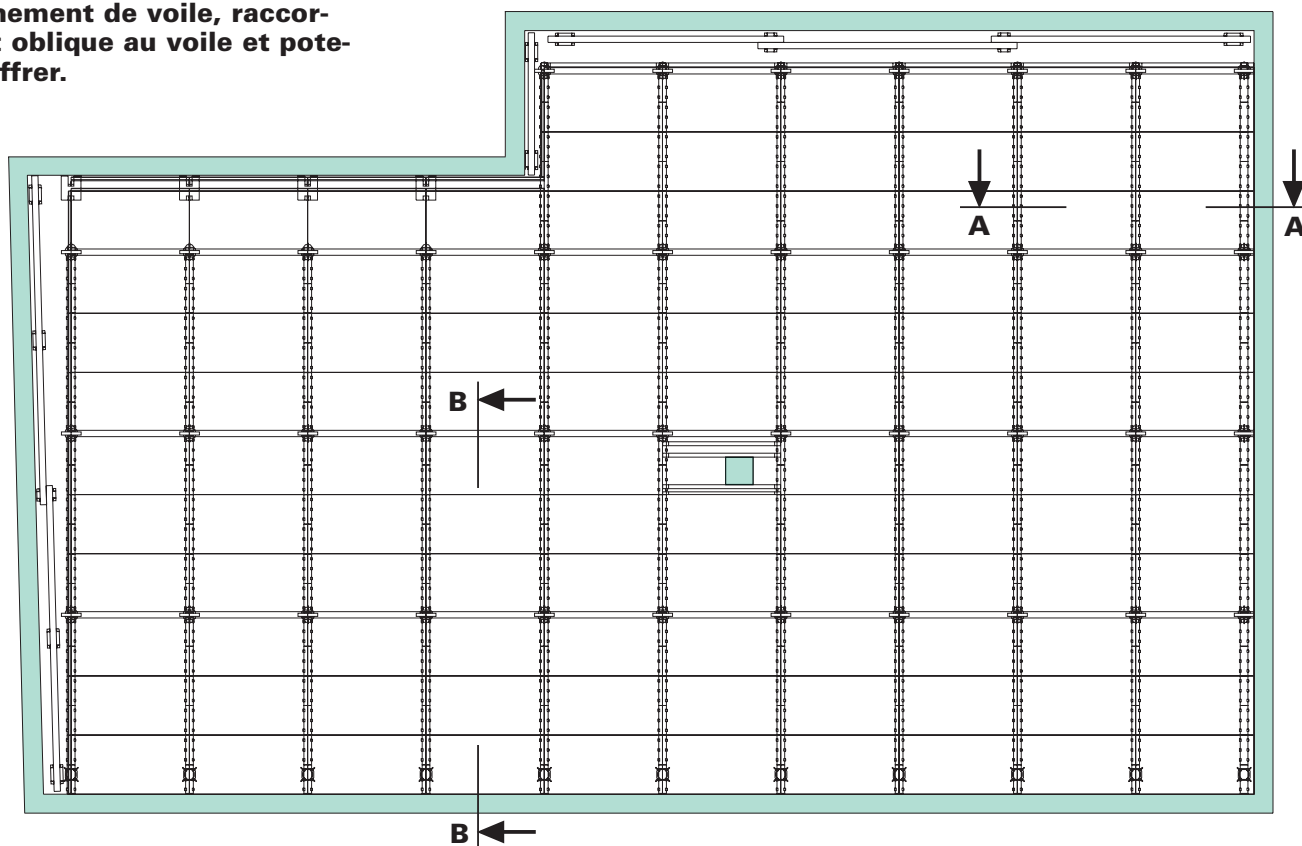 nement de voile, raccor-
t oblique au voile et pote-
ffrer.
A
A
B
B